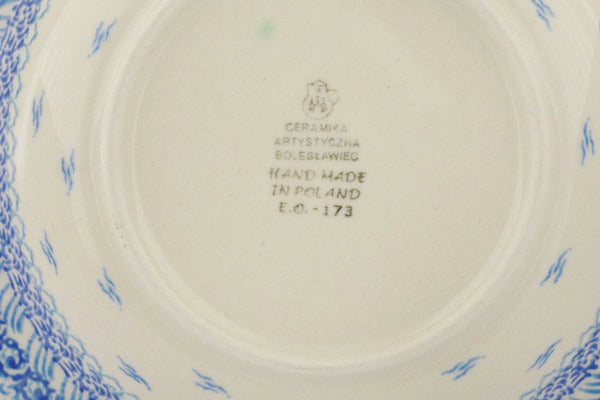 CERAMIKA
ARTYSTYCZNA
BOLESŁAWIEC
HAND MADE
IN POLAND
E.O. - 173